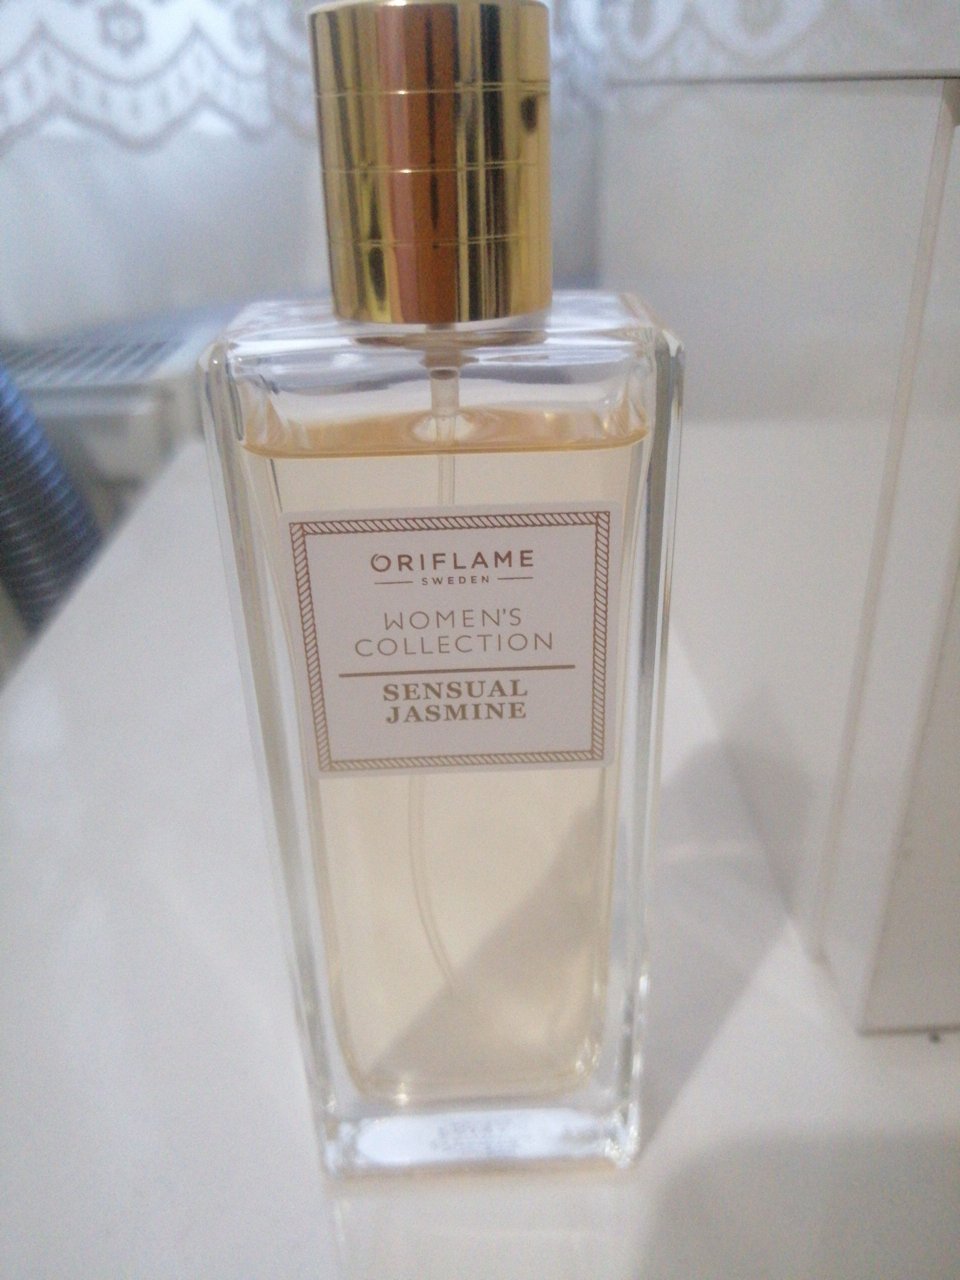 ORIFLAME
SWEDEN
WOMEN'S
COLLECTION
SENSUAL
JASMINE